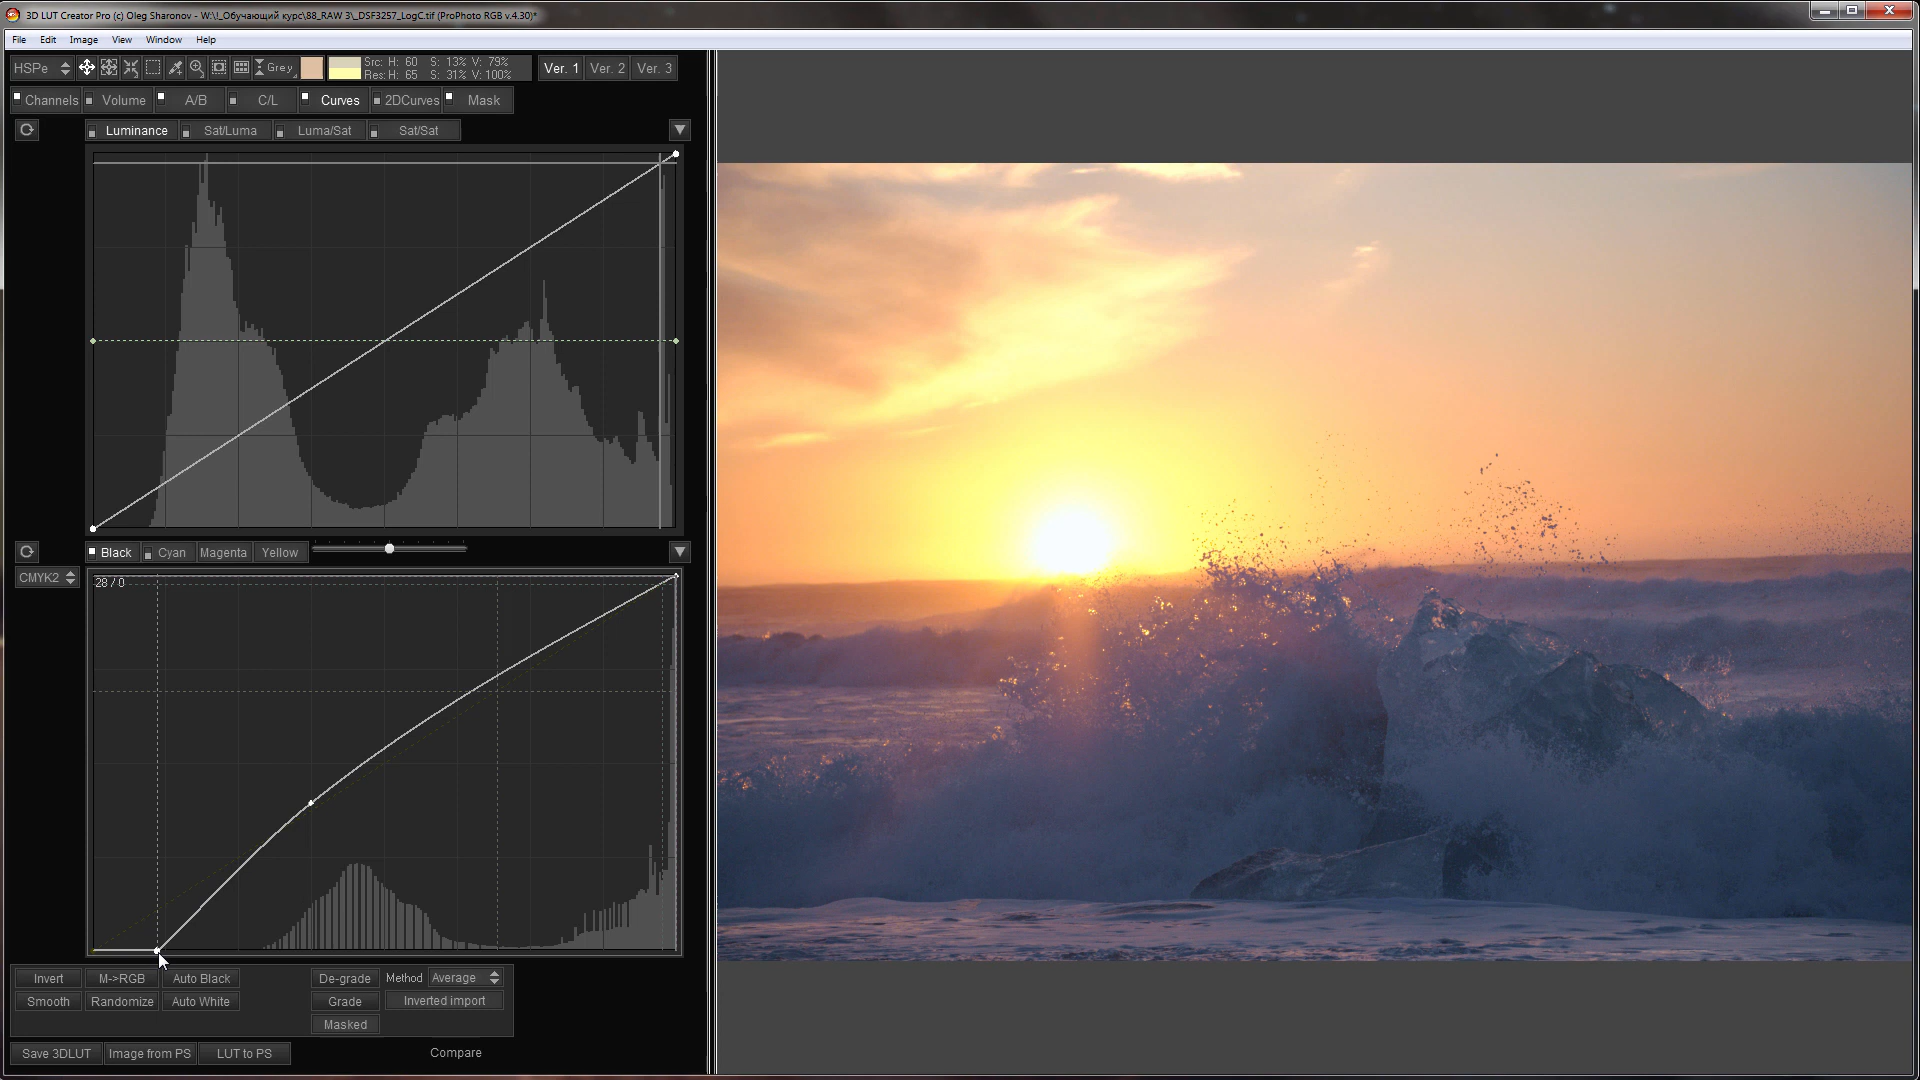 3D LUT Creator Pro (c) Oleg Sharonov - W:\!_Обучающий курс\88_RAW 3\_DSF3257_LogC.tif (ProPhoto RGB v.4.30)*
File Edit Image View Window Help
HSPe Grey Src: H: 60 S: 13% V: 79% Ver. 1 Ver. 2 Ver. 3
Res: H: 65 S: 31% V: 100%
Channels Volume A/B C/L Curves 2DCurves Mask
Luminance Sat/Luma Luma/Sat Sat/Sat
Black Cyan Magenta Yellow
CMYK2
28 / 0
Invert M->RGB Auto Black De-grade Method Average
Smooth Randomize Auto White Grade Inverted import
Masked
Save 3DLUT Image from PS LUT to PS Compare